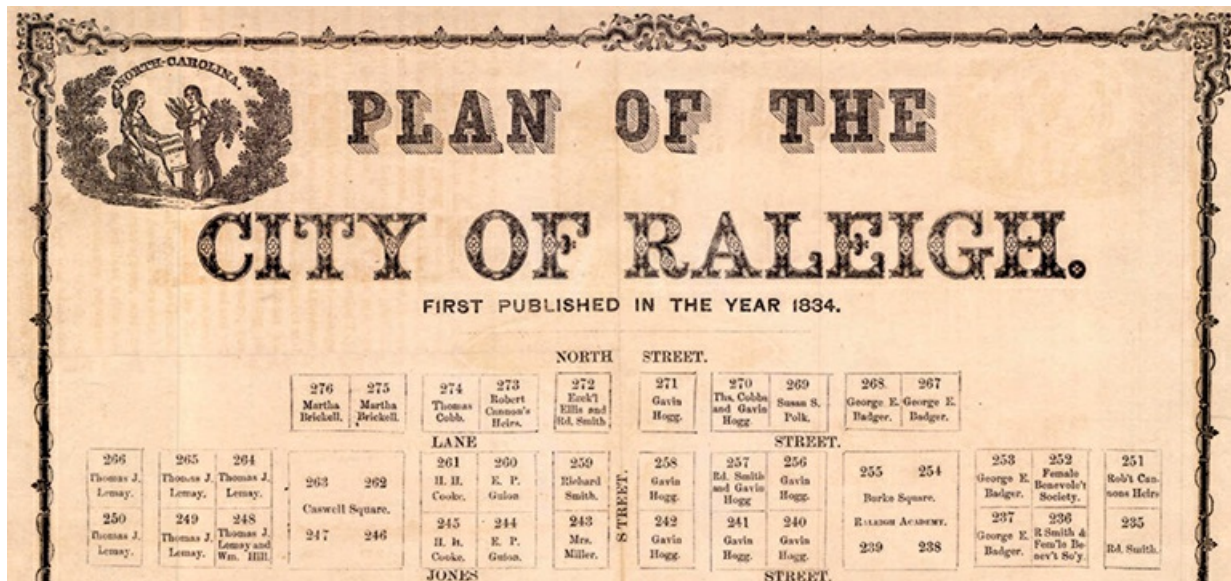 NORTH-CAROLINA.
PLAN OF THE
CITY OF RALEIGH.
FIRST PUBLISHED IN THE YEAR 1834.
NORTH STREET.
276
Martha
Brickell.
275
Martha
Brickell.
274
Thomas
Cobb.
273
Robert
Cannon's
Heirs.
272
Ezek'l
Ellis and
Rd. Smith
271
Gavin
Hogg.
270
Ths. Cobbs
and Gavin
Hogg.
269
Susan S.
Polk.
268
George E.
Badger.
267
George E.
Badger.
LANE STREET.
266
Thomas J.
Lemay.
265
Thomas J.
Lemay.
264
Thomas J.
Lemay.
263 262
Caswell Square.
247 246
261
H. H.
Cooke.
260
E. P.
Guion
259
Richard
Smith.
STREET.
258
Gavin
Hogg.
257
Rd. Smith
and Gavin
Hogg
256
Gavin
Hogg.
255 254
Burke Square.
RALEIGH ACADEMY.
239 238
253
George E.
Badger.
252
Female
Benevole't
Society.
251
Rob't Can-
nons Heirs
250
Thomas J.
Lemay.
249
Thomas J.
Lemay.
248
Thomas J.
Lemay and
Wm. Hill.
245
H. H.
Cooke.
244
E. P.
Guion.
243
Mrs.
Miller.
242
Gavin
Hogg.
241
Gavin
Hogg.
240
Gavin
Hogg.
237
George E.
Badger.
236
R Smith &
Fem'le Be-
nev't So'y.
235
Rd. Smith.
JONES STREET.